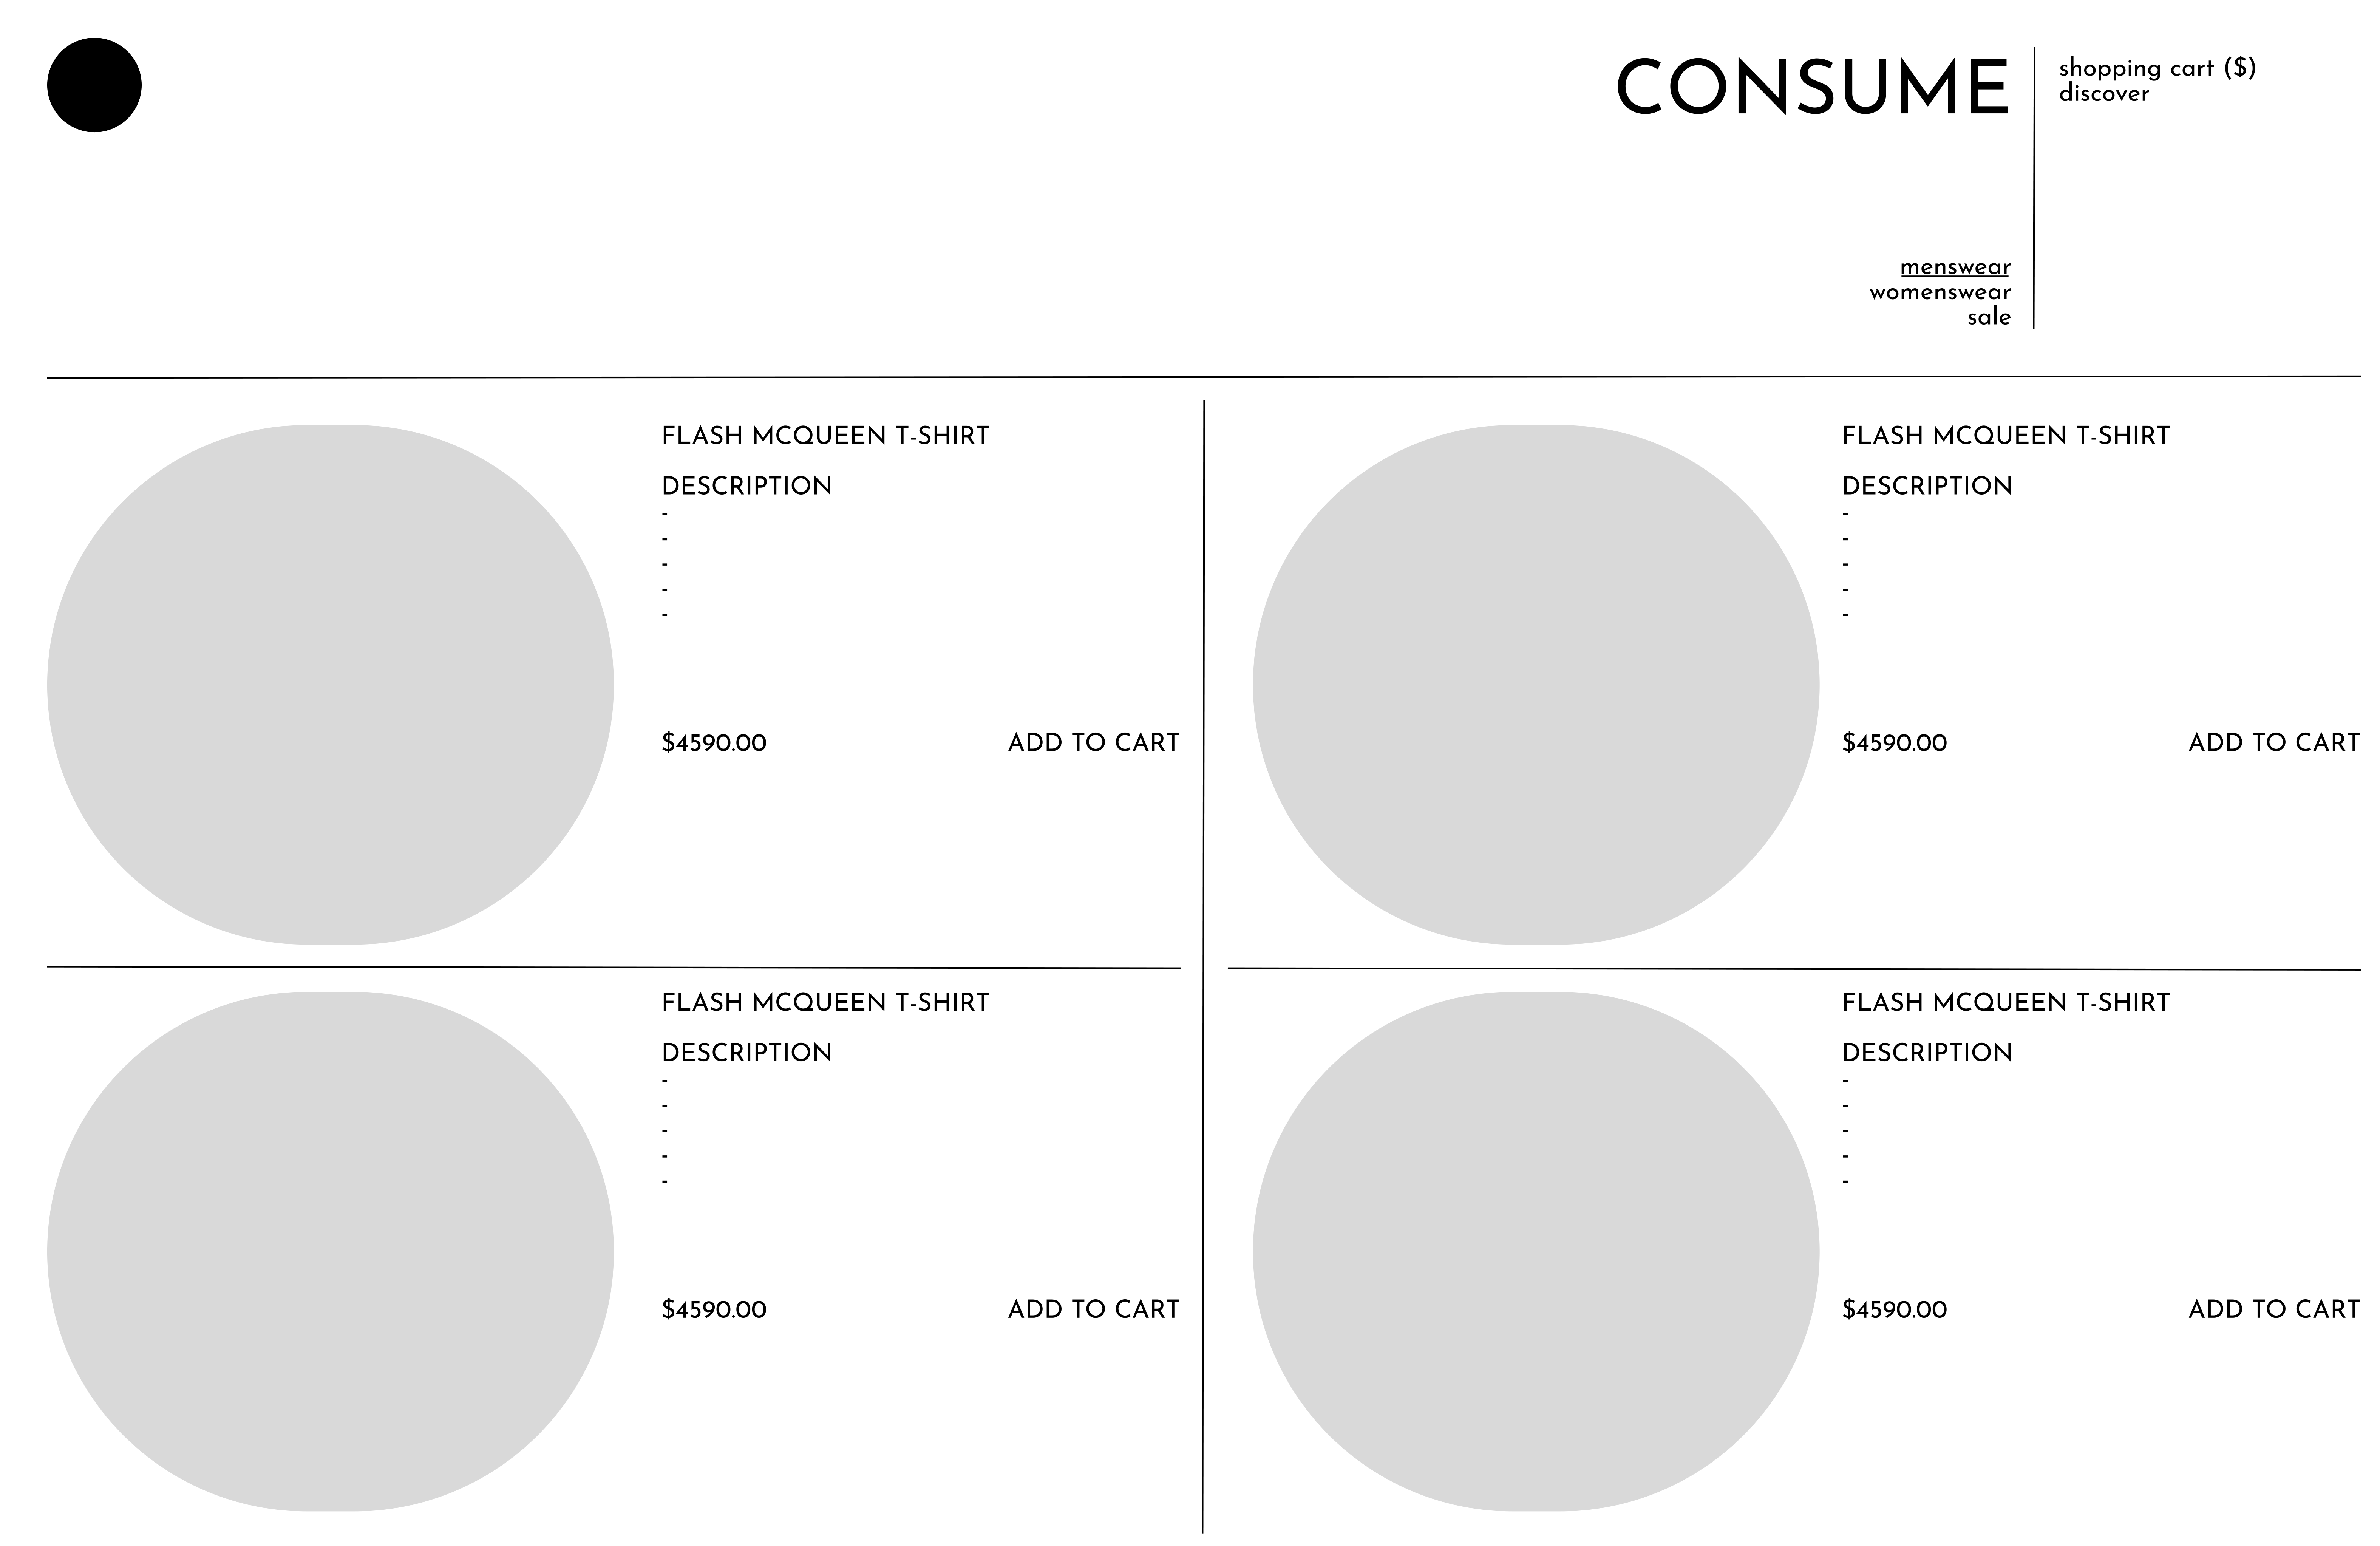 CONSUME
shopping cart ($)
discover
menswear
womenswear
sale
FLASH MCQUEEN T-SHIRT
DESCRIPTION
-
-
-
-
-
$4590.00
ADD TO CART
FLASH MCQUEEN T-SHIRT
DESCRIPTION
-
-
-
-
-
$4590.00
ADD TO CART
FLASH MCQUEEN T-SHIRT
DESCRIPTION
-
-
-
-
-
$4590.00
ADD TO CART
FLASH MCQUEEN T-SHIRT
DESCRIPTION
-
-
-
-
-
$4590.00
ADD TO CART